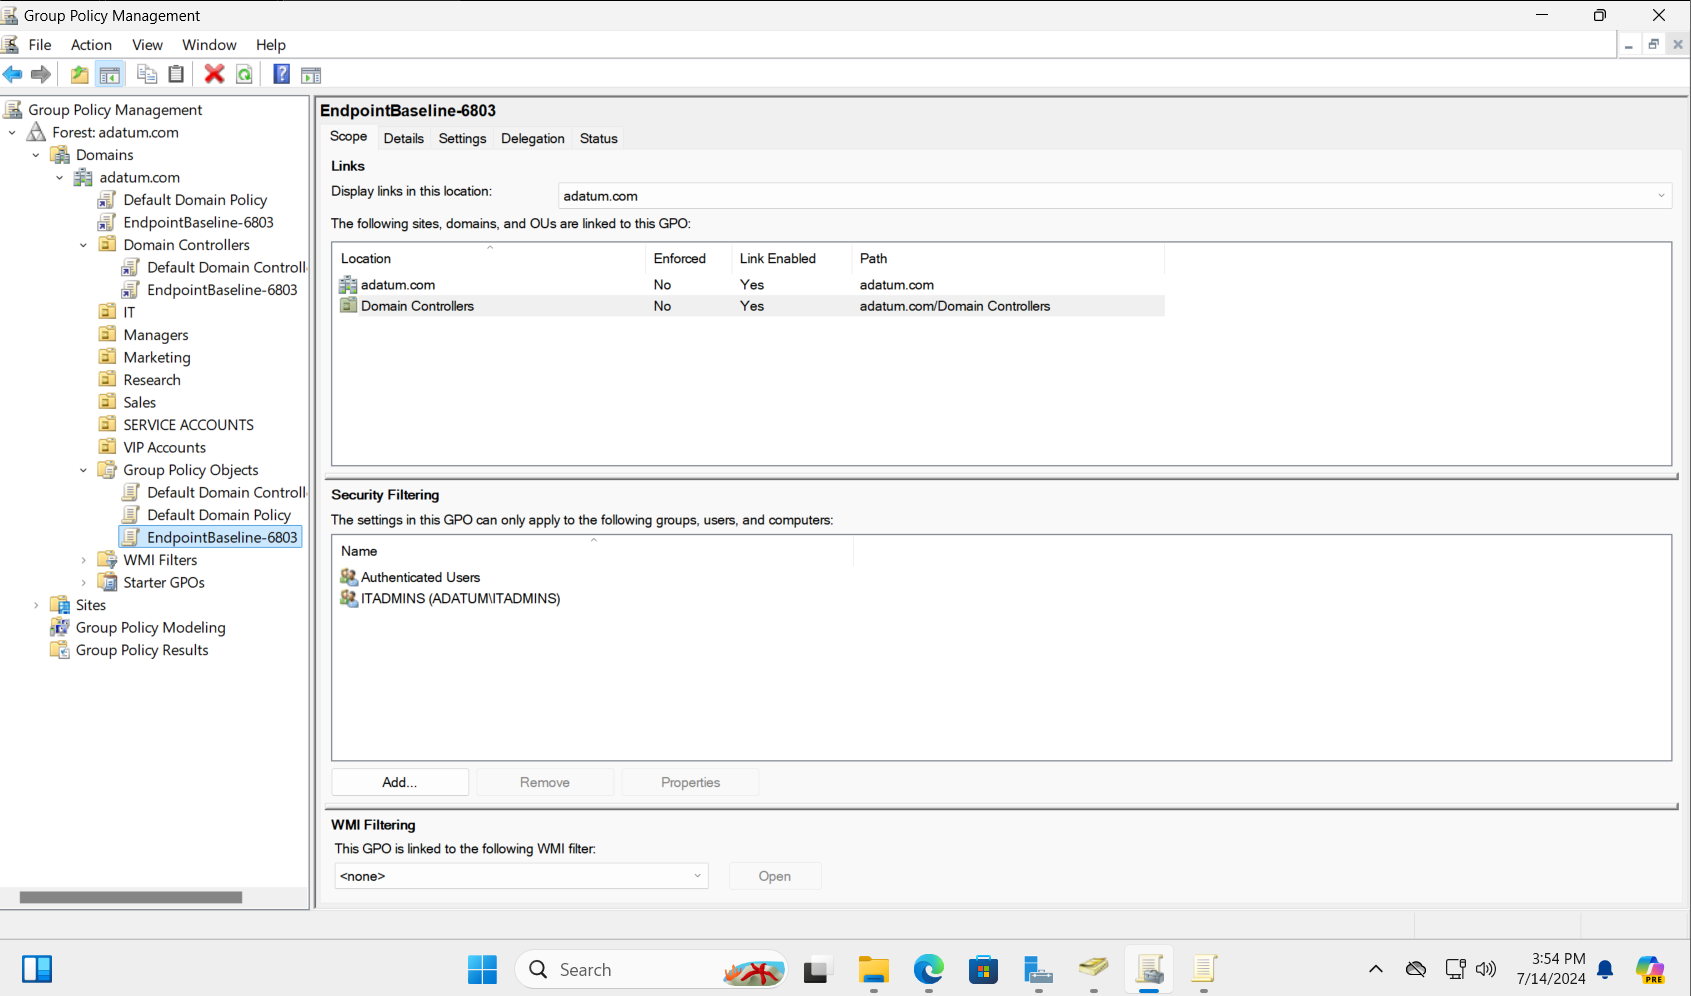 Group Policy Management
File Action View Window Help
Group Policy Management
Forest: adatum.com
Domains
adatum.com
Default Domain Policy
EndpointBaseline-6803
Domain Controllers
Default Domain Controll
EndpointBaseline-6803
IT
Managers
Marketing
Research
Sales
SERVICE ACCOUNTS
VIP Accounts
Group Policy Objects
Default Domain Controll
Default Domain Policy
EndpointBaseline-6803
WMI Filters
Starter GPOs
Sites
Group Policy Modeling
Group Policy Results
EndpointBaseline-6803
Scope Details Settings Delegation Status
Links
Display links in this location: adatum.com
The following sites, domains, and OUs are linked to this GPO:
Location Enforced Link Enabled Path
adatum.com No Yes adatum.com
Domain Controllers No Yes adatum.com/Domain Controllers
Security Filtering
The settings in this GPO can only apply to the following groups, users, and computers:
Name
Authenticated Users
ITADMINS (ADATUM\ITADMINS)
Add... Remove Properties
WMI Filtering
This GPO is linked to the following WMI filter:
<none> Open
Search
3:54 PM
7/14/2024
PRE